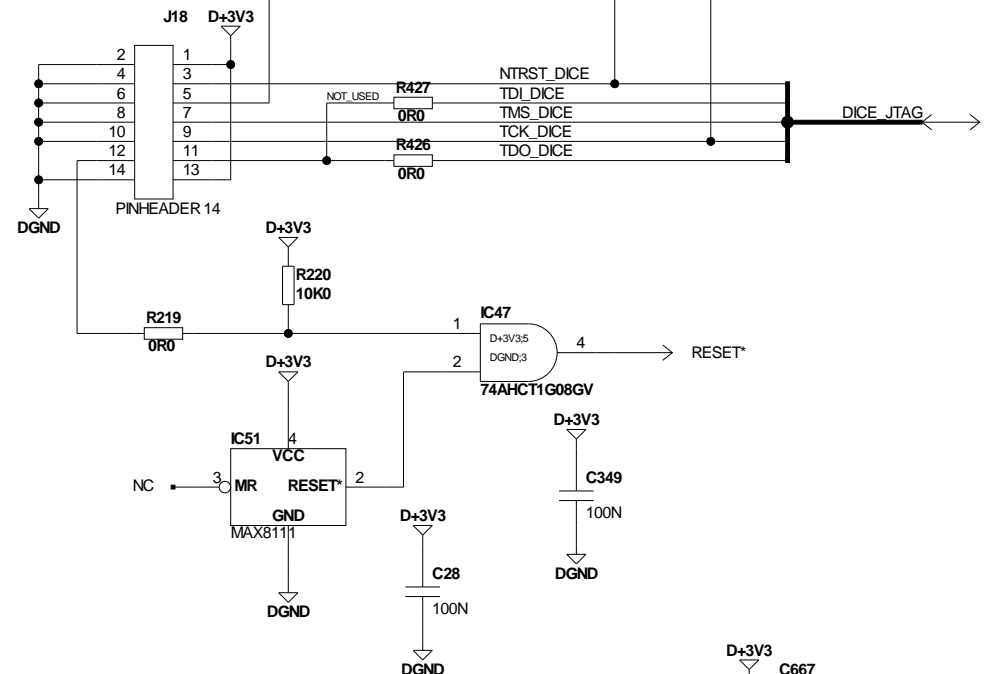 J18 D+3V3
2 1
4 3 NTRST_DICE
6 5 NOT_USED R427 0R0 TDI_DICE
8 7 TMS_DICE DICE_JTAG
10 9 TCK_DICE
12 11 R426 0R0 TDO_DICE
14 13
PINHEADER 14
DGND
D+3V3
R220
10K0
R219
0R0
IC47
1
D+3V3;5
DGND;3
2
4
RESET*
74AHCT1G08GV
D+3V3
IC51
4
VCC
NC 3 MR RESET* 2
GND
MAX8111
DGND
D+3V3
C349
100N
DGND
D+3V3
C28
100N
DGND
D+3V3
C667